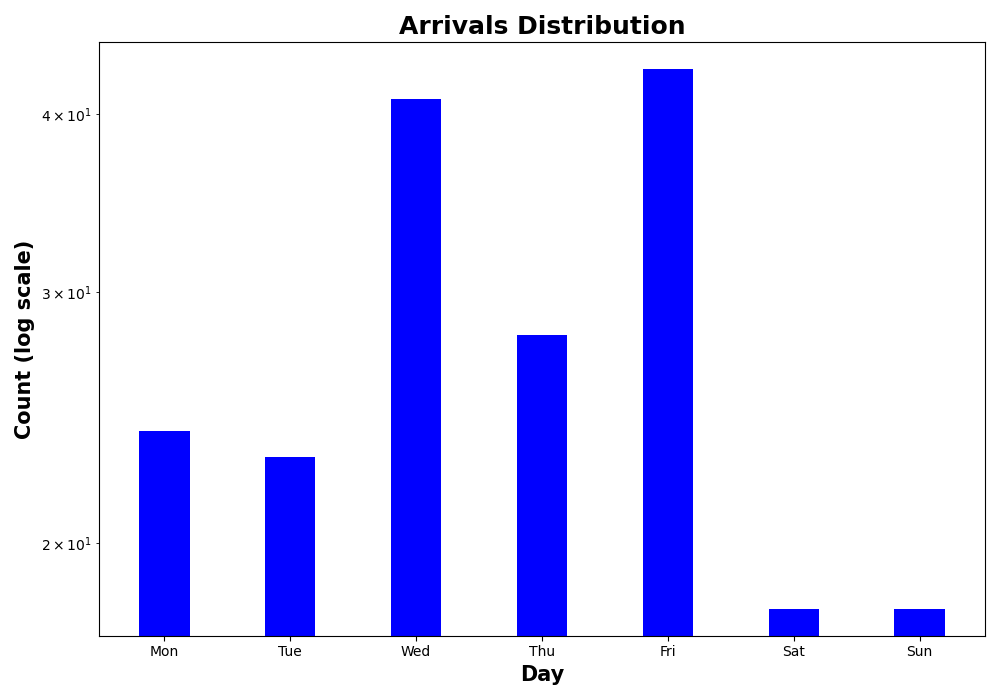 Arrivals Distribution
Count (log scale)
4 × 10¹
3 × 10¹
2 × 10¹
Mon Tue Wed Thu Fri Sat Sun
Day